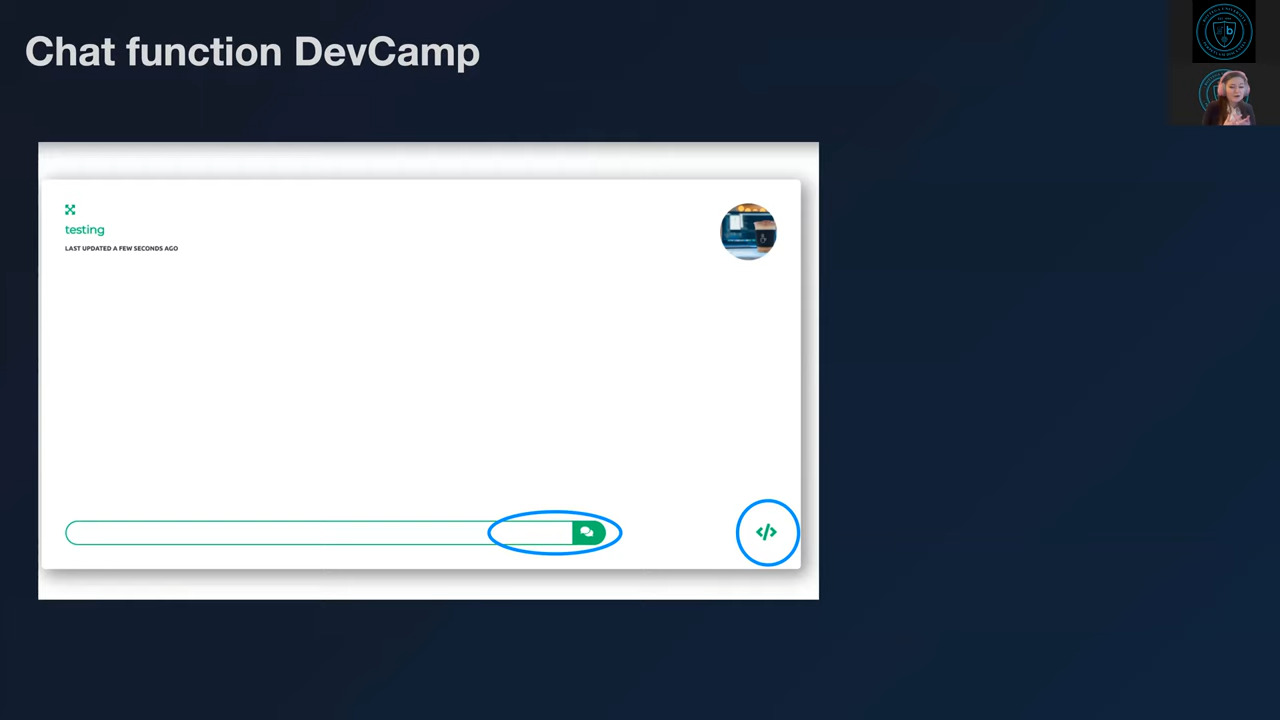 Chat function DevCamp
testing
LAST UPDATED A FEW SECONDS AGO
</>